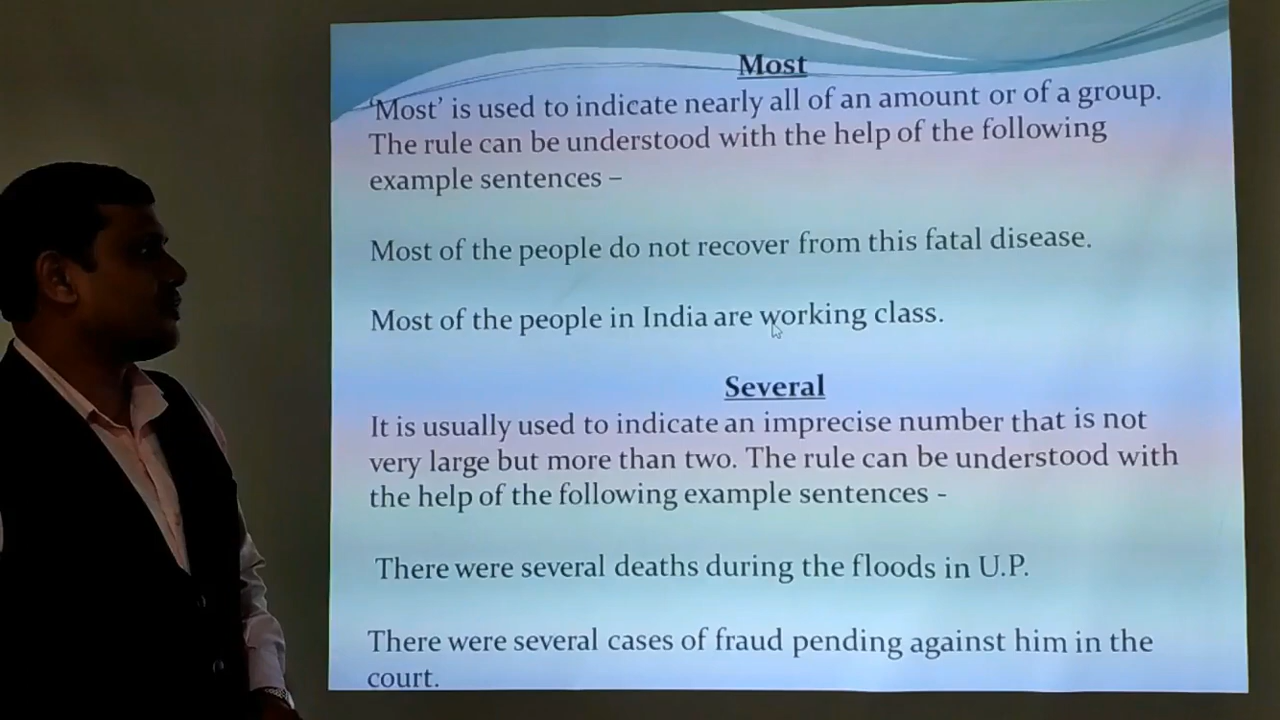 Most
‘Most’ is used to indicate nearly all of an amount or of a group.
The rule can be understood with the help of the following
example sentences –
Most of the people do not recover from this fatal disease.
Most of the people in India are working class.
Several
It is usually used to indicate an imprecise number that is not
very large but more than two. The rule can be understood with
the help of the following example sentences -
There were several deaths during the floods in U.P.
There were several cases of fraud pending against him in the
court.